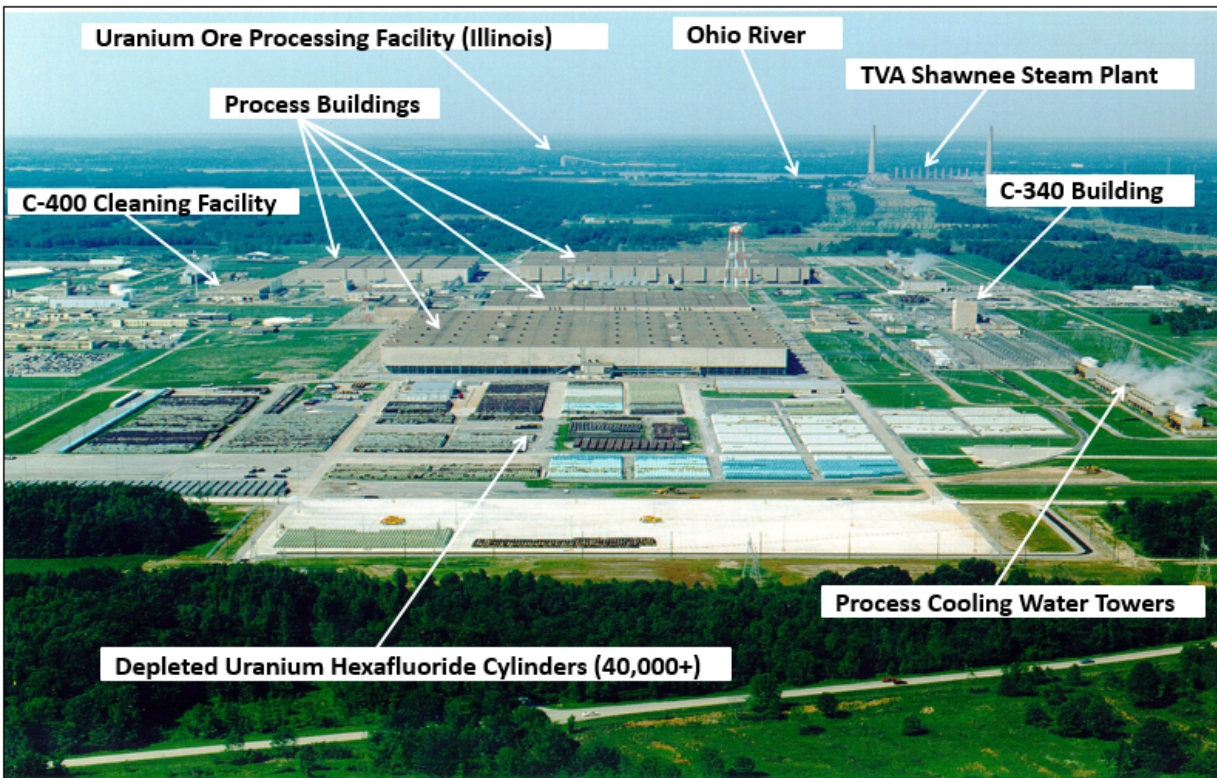 Uranium Ore Processing Facility (Illinois)
Ohio River
TVA Shawnee Steam Plant
Process Buildings
C-400 Cleaning Facility
C-340 Building
Process Cooling Water Towers
Depleted Uranium Hexafluoride Cylinders (40,000+)